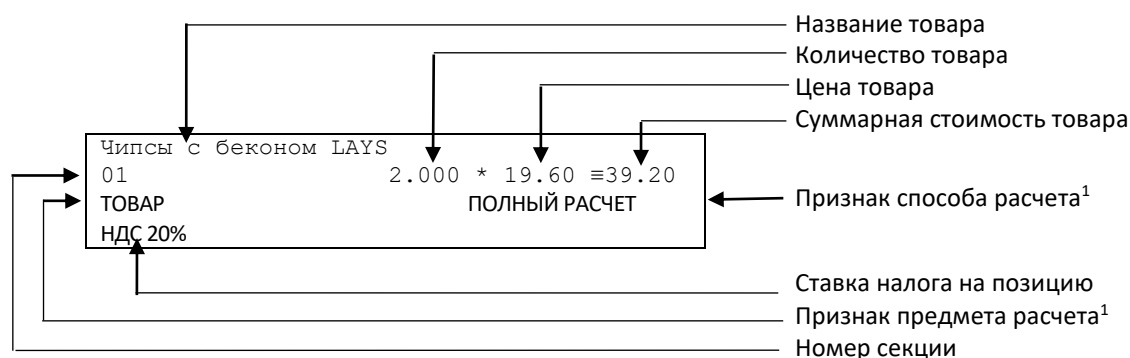 Название товара
Количество товара
Цена товара
Суммарная стоимость товара
Чипсы с беконом LAYS
01 2.000 * 19.60 ≡39.20
ТОВАР ПОЛНЫЙ РАСЧЕТ
Признак способа расчета¹
НДС 20%
Ставка налога на позицию
Признак предмета расчета¹
Номер секции